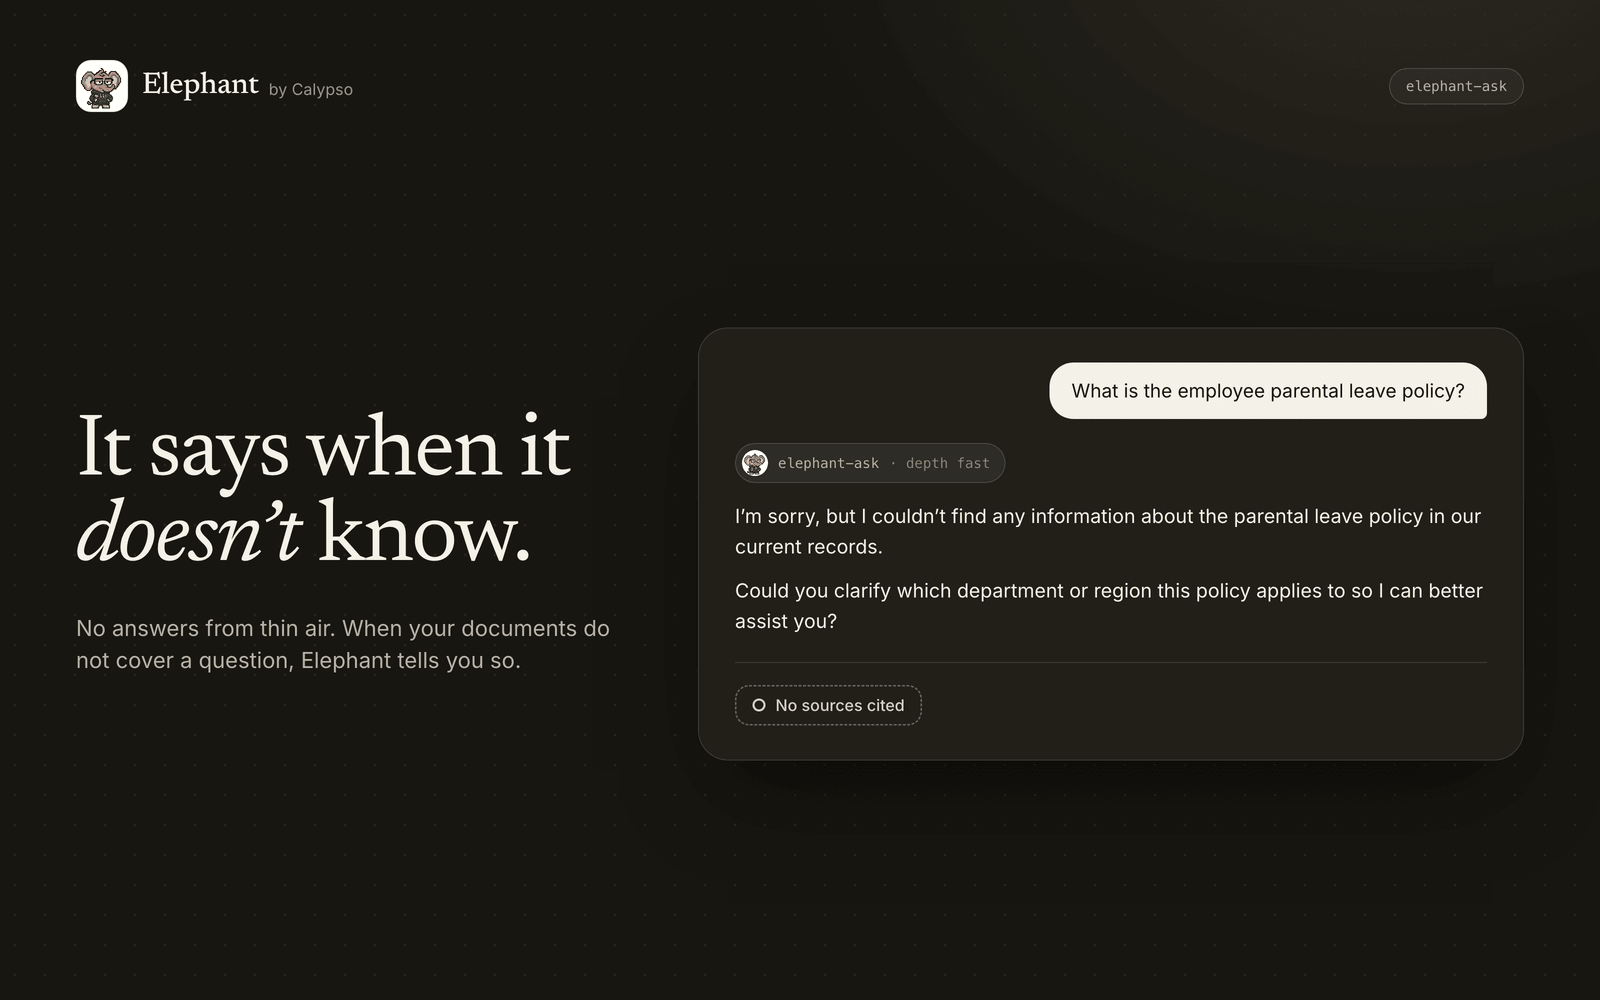 Elephant by Calypso
elephant-ask
It says when it
doesn’t know.
No answers from thin air. When your documents do
not cover a question, Elephant tells you so.
What is the employee parental leave policy?
elephant-ask · depth fast
I’m sorry, but I couldn’t find any information about the parental leave policy in our
current records.
Could you clarify which department or region this policy applies to so I can better
assist you?
No sources cited